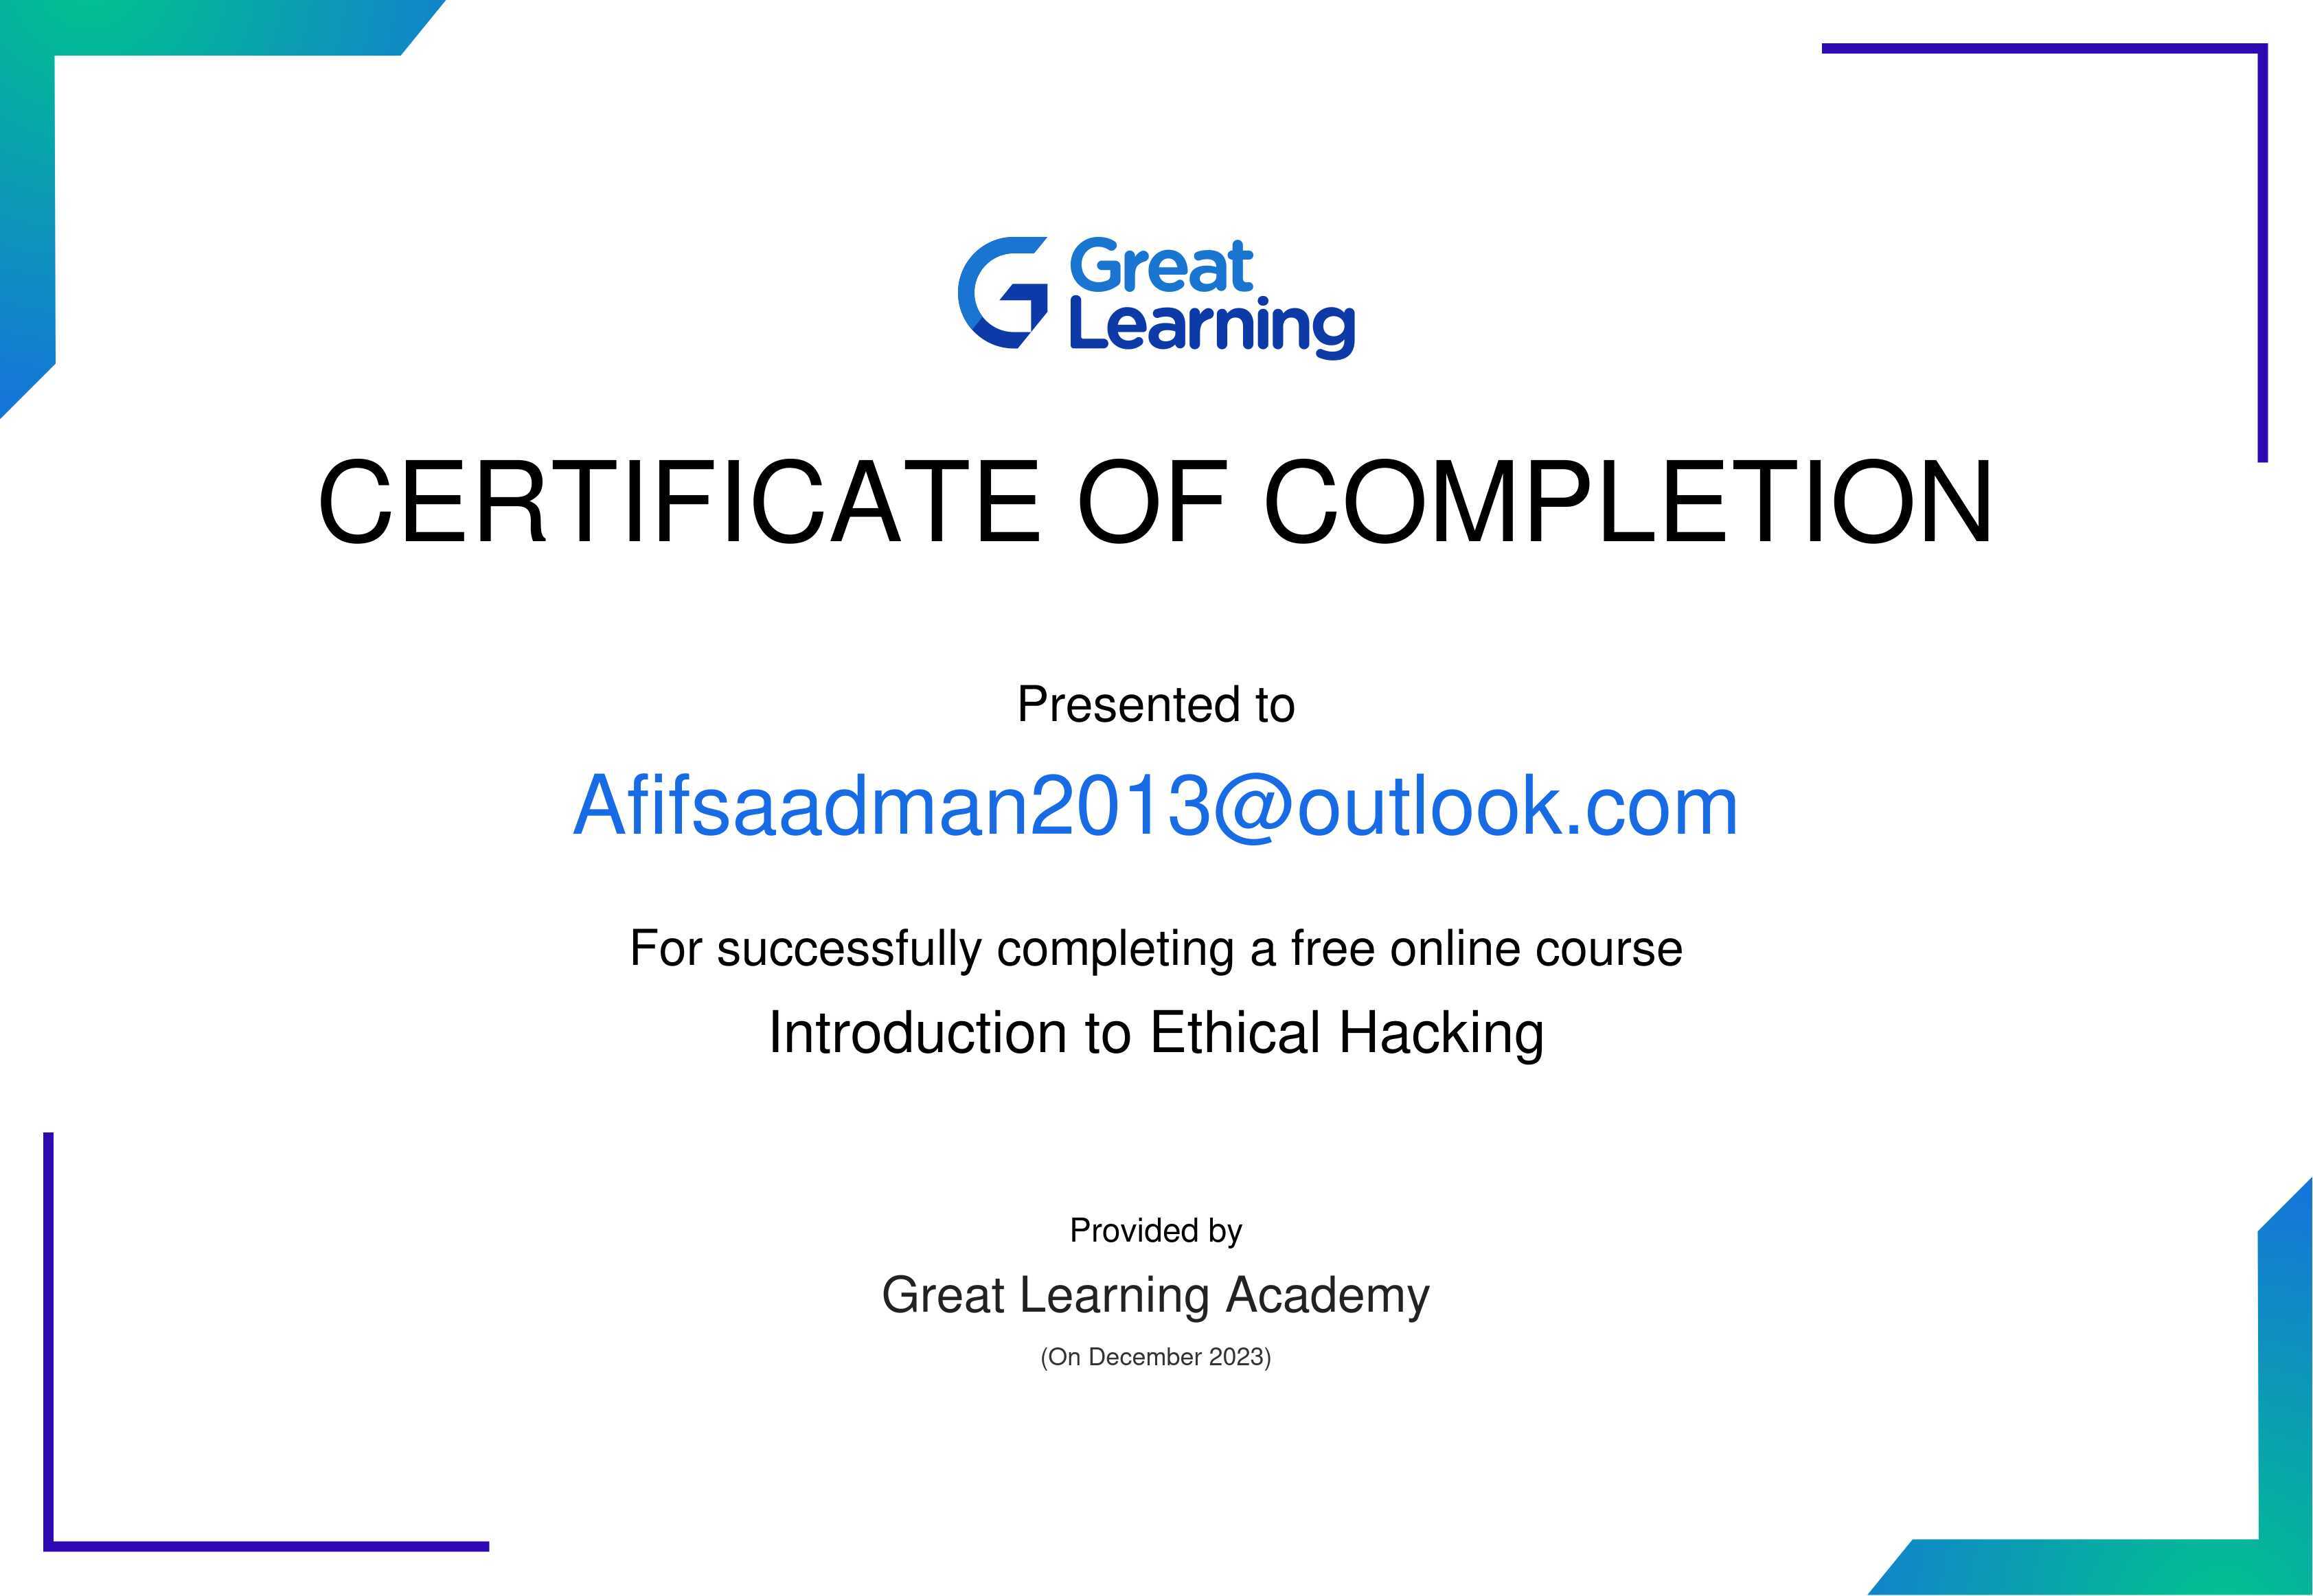 Great
Learning
CERTIFICATE OF COMPLETION
Presented to
Afifsaadman2013@outlook.com
For successfully completing a free online course
Introduction to Ethical Hacking
Provided by
Great Learning Academy
(On December 2023)